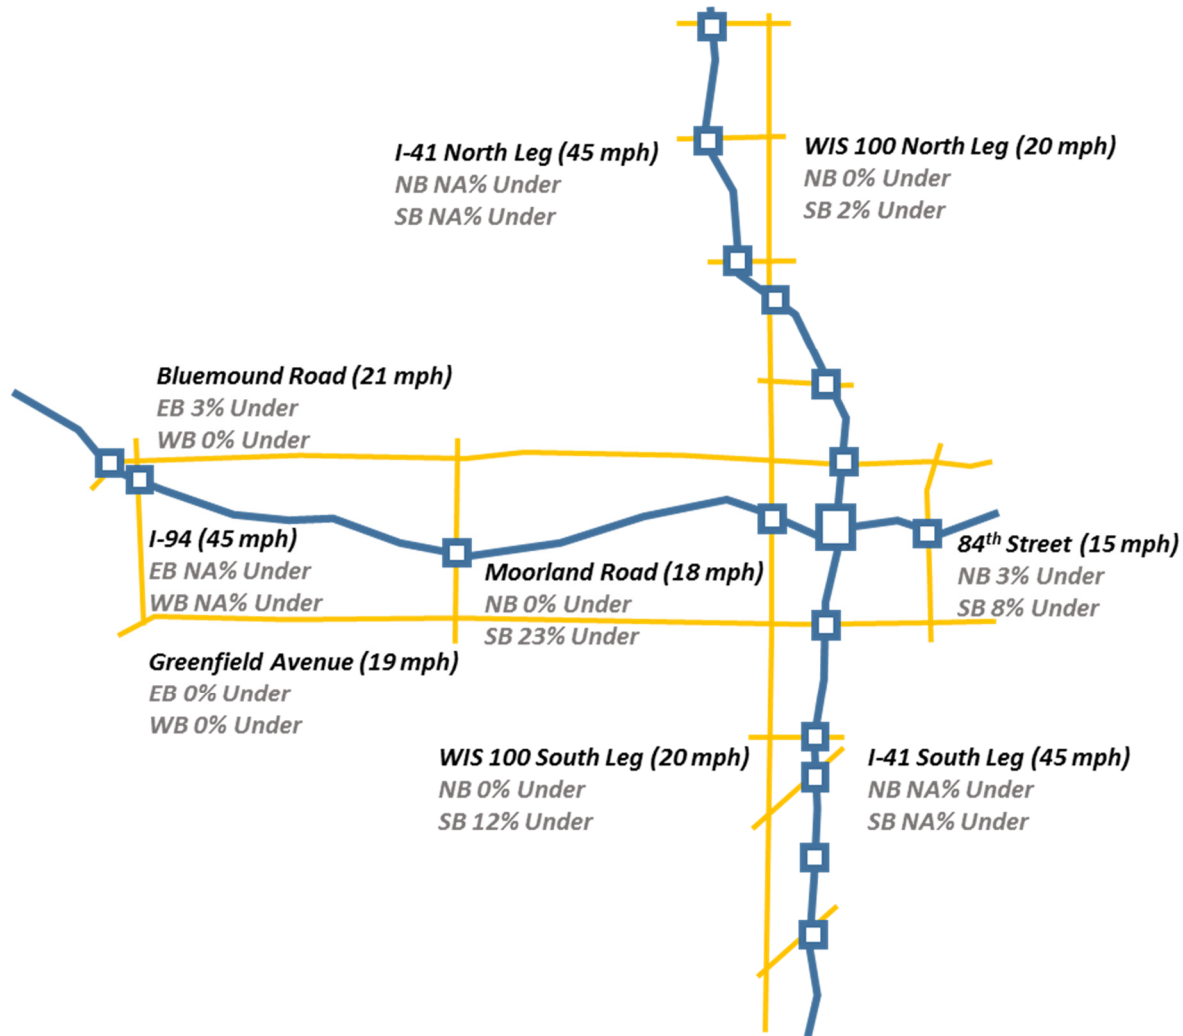 I-41 North Leg (45 mph)
NB NA% Under
SB NA% Under
WIS 100 North Leg (20 mph)
NB 0% Under
SB 2% Under
Bluemound Road (21 mph)
EB 3% Under
WB 0% Under
I-94 (45 mph)
EB NA% Under
WB NA% Under
Moorland Road (18 mph)
NB 0% Under
SB 23% Under
84th Street (15 mph)
NB 3% Under
SB 8% Under
Greenfield Avenue (19 mph)
EB 0% Under
WB 0% Under
WIS 100 South Leg (20 mph)
NB 0% Under
SB 12% Under
I-41 South Leg (45 mph)
NB NA% Under
SB NA% Under